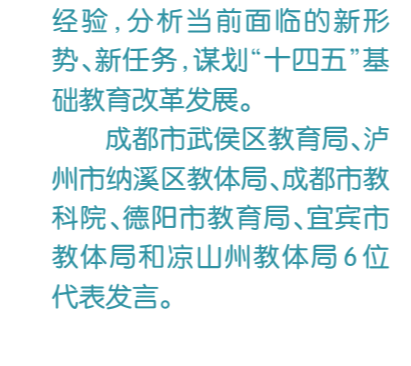 经验,分析当前面临的新形
势、新任务,谋划“十四五”基
础教育改革发展。
成都市武侯区教育局、泸
州市纳溪区教体局、成都市教
科院、德阳市教育局、宜宾市
教体局和凉山州教体局6位
代表发言。